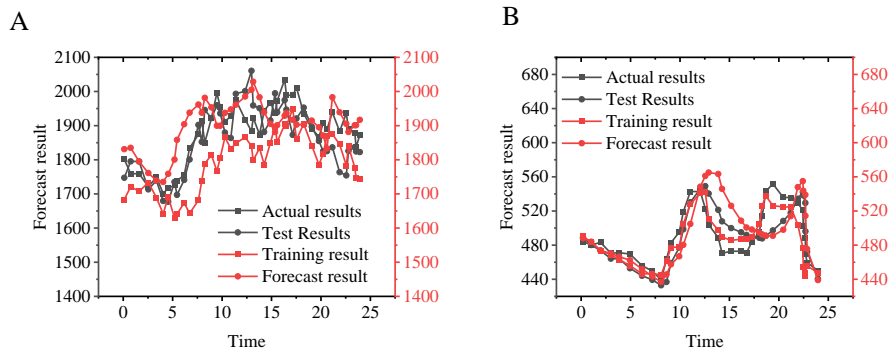 A
2100
2000
1900
1800
1700
1600
1500
1400
Forecast result
2100
2000
1900
1800
1700
1600
1500
1400
Actual results
Test Results
Training result
Forecast result
0 5 10 15 20 25
Time
B
680
640
600
560
520
480
440
Forecast result
680
640
600
560
520
480
440
Actual results
Test Results
Training result
Forecast result
0 5 10 15 20 25
Time